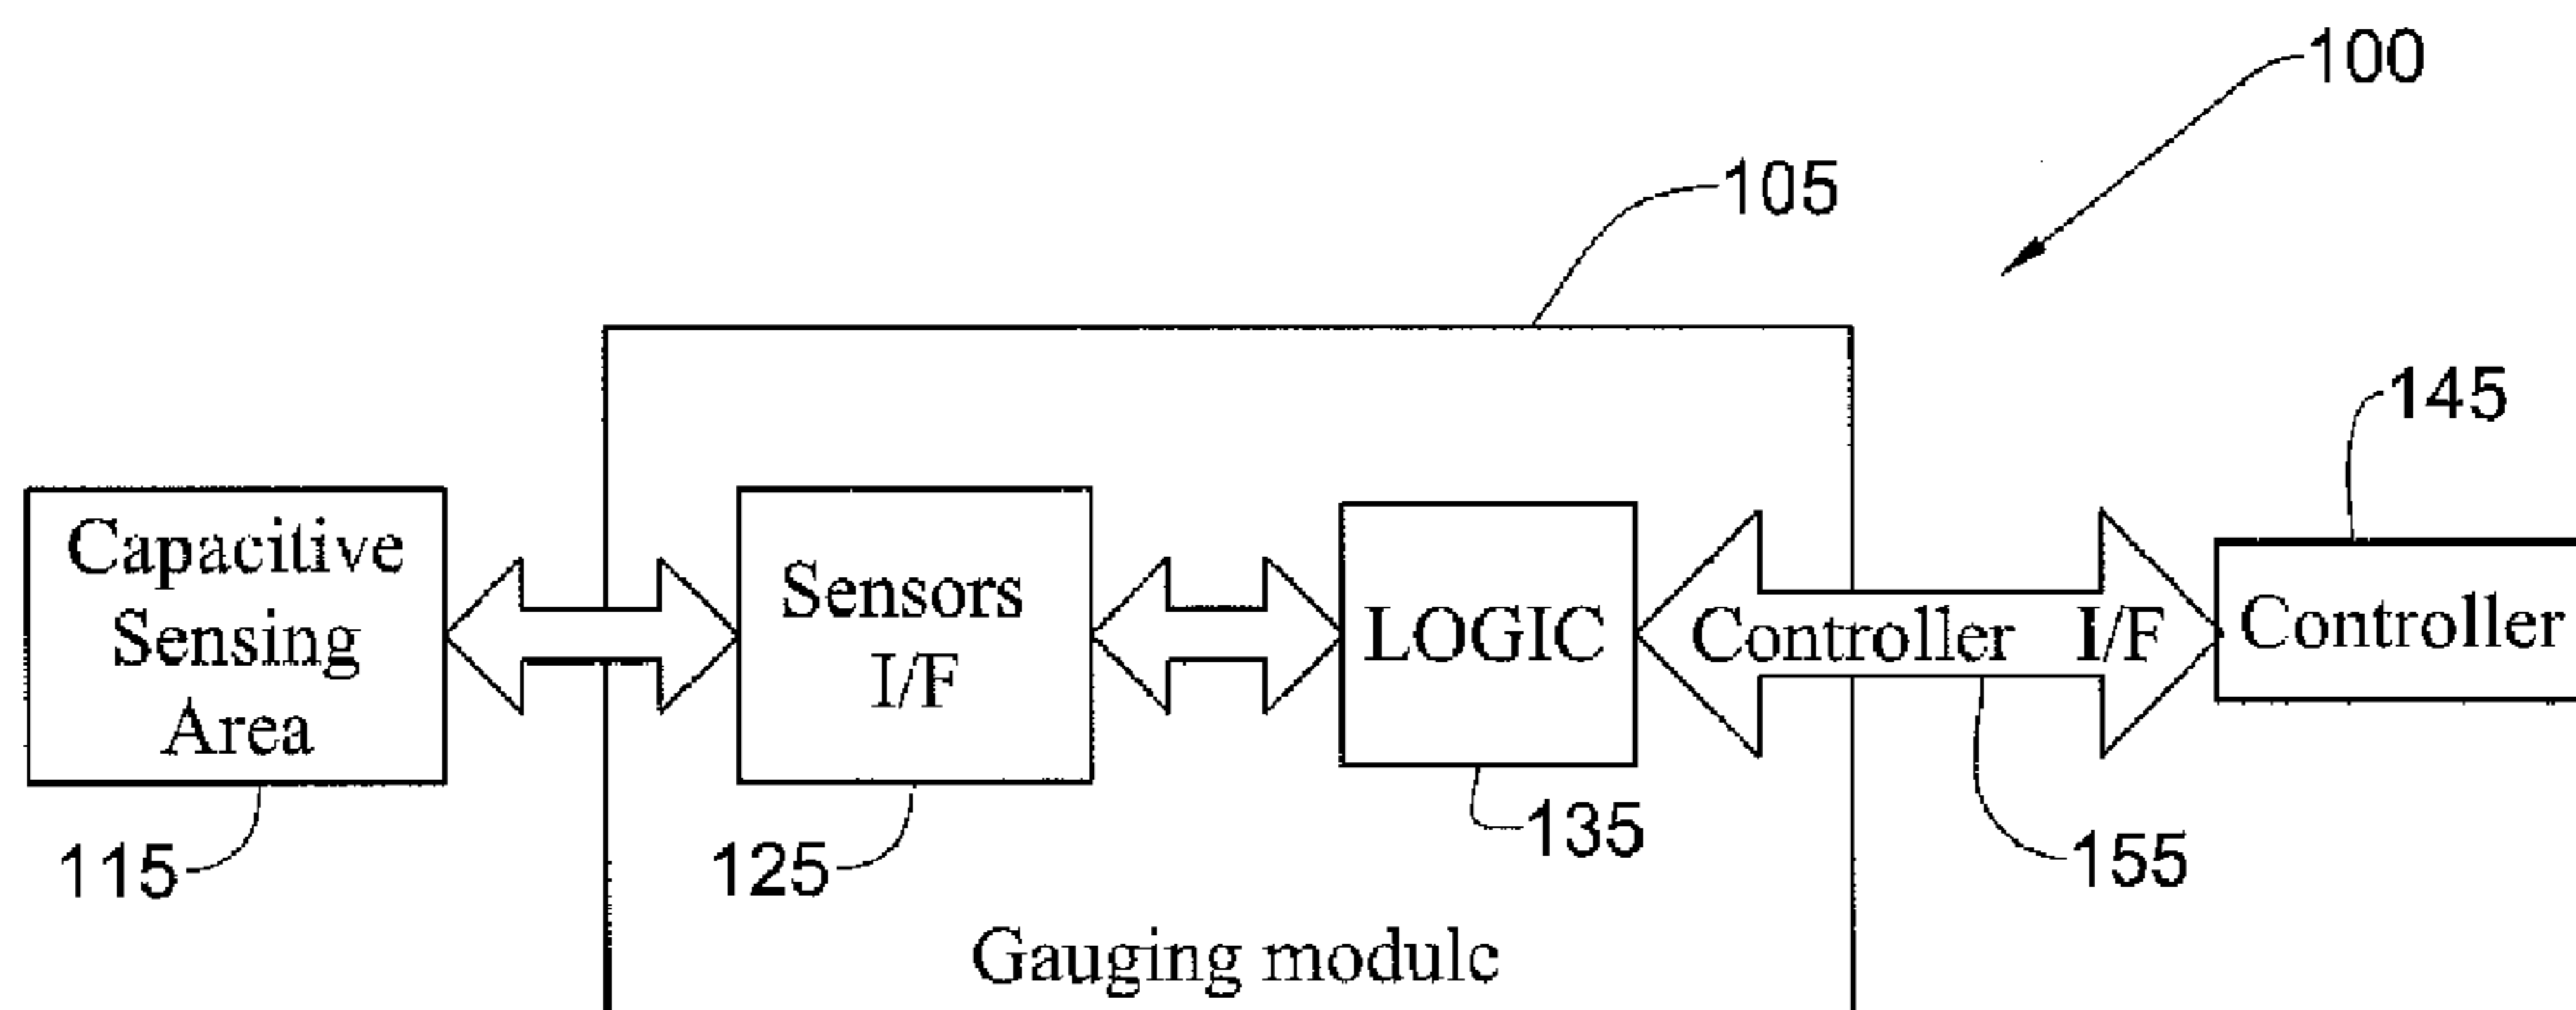 100
105
145
Capacitive
Sensing
Area
Sensors
I/F
LOGIC
Controller I/F
Controller
115
125
135
155
Gauging module